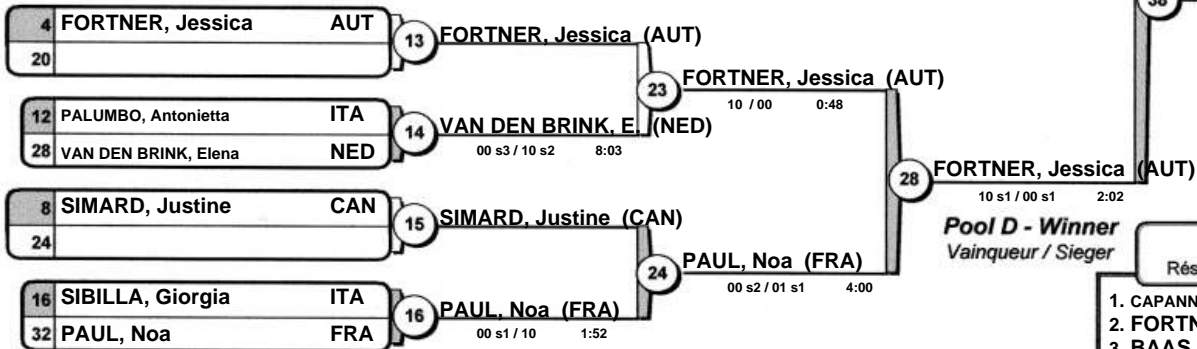 38
4 FORTNER, Jessica AUT
20
13 FORTNER, Jessica (AUT)
12 PALUMBO, Antonietta ITA
28 VAN DEN BRINK, Elena NED
14 VAN DEN BRINK, E. (NED)
00 s3 / 10 s2 8:03
23 FORTNER, Jessica (AUT)
10 / 00 0:48
8 SIMARD, Justine CAN
24
15 SIMARD, Justine (CAN)
16 SIBILLA, Giorgia ITA
32 PAUL, Noa FRA
16 PAUL, Noa (FRA)
00 s1 / 10 1:52
24 PAUL, Noa (FRA)
00 s2 / 01 s1 4:00
28 FORTNER, Jessica (AUT)
10 s1 / 00 s1 2:02
Pool D - Winner
Vainqueur / Sieger
Rés
1. CAPANN
2. FORTN
3. BAAS